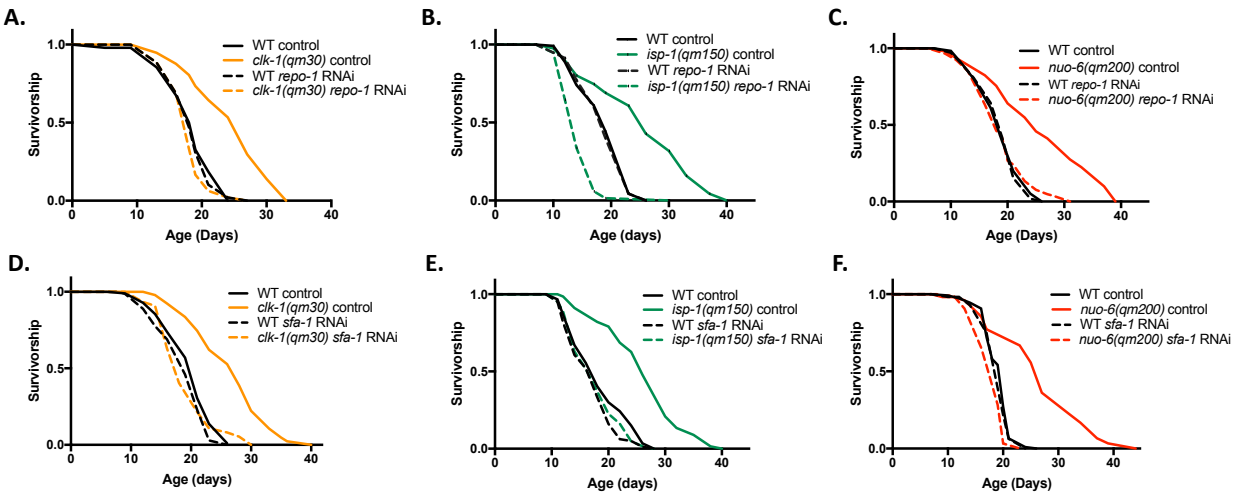 A.
Survivorship
1.0
0.5
0.0
0
10
20
30
40
Age (Days)
WT control
clk-1(qm30) control
WT repo-1 RNAi
clk-1(qm30) repo-1 RNAi
B.
Survivorship
1.0
0.5
0.0
0
10
20
30
40
Age (days)
WT control
isp-1(qm150) control
WT repo-1 RNAi
isp-1(qm150) repo-1 RNAi
C.
Survivorship
1.0
0.5
0.0
0
10
20
30
40
Age (Days)
WT control
nuo-6(qm200) control
WT repo-1 RNAi
nuo-6(qm200) repo-1 RNAi
D.
Survivorship
1.0
0.5
0.0
0
10
20
30
40
Age (days)
WT control
clk-1(qm30) control
WT sfa-1 RNAi
clk-1(qm30) sfa-1 RNAi
E.
Survivorship
1.0
0.5
0.0
0
10
20
30
40
Age (days)
WT control
isp-1(qm150) control
WT sfa-1 RNAi
isp-1(qm150) sfa-1 RNAi
F.
Survivorship
1.0
0.5
0.0
0
10
20
30
40
Age (Days)
WT control
nuo-6(qm200) control
WT sfa-1 RNAi
nuo-6(qm200) sfa-1 RNAi